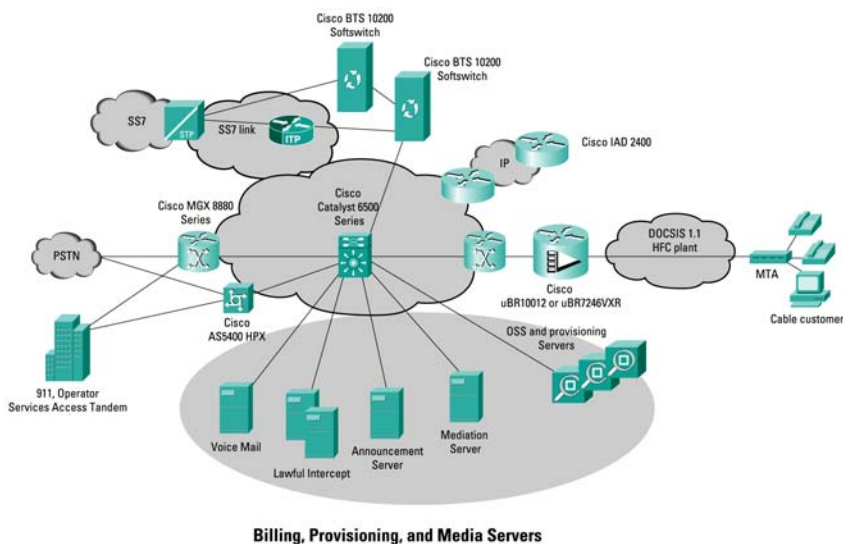 Cisco BTS 10200
Softswitch
Cisco BTS 10200
Softswitch
SS7
STP
SS7 link
ITP
IP
Cisco IAD 2400
Cisco MGX 8880
Series
Cisco
Catalyst 6500
Series
PSTN
DOCSIS 1.1
HFC plant
MTA
Cisco
uBR10012 or uBR7246VXR
Cable customer
Cisco
AS5400 HPX
OSS and provisioning
Servers
911, Operator
Services Access Tandem
Voice Mail
Lawful Intercept
Announcement
Server
Mediation
Server
Billing, Provisioning, and Media Servers